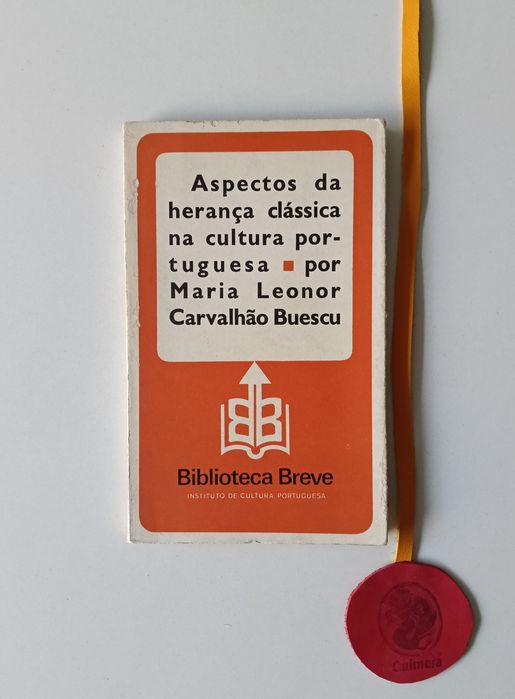 Aspectos da
herança clássica
na cultura por-
tuguesa ▪ por
Maria Leonor
Carvalhão Buescu
BB
Biblioteca Breve
INSTITUTO DE CULTURA PORTUGUESA
Quimera